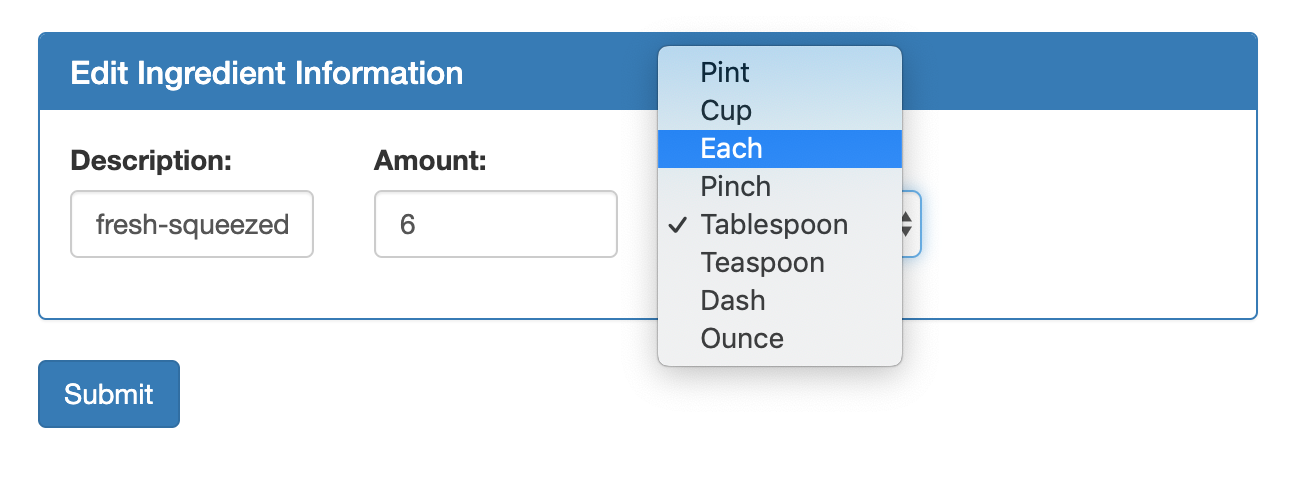 Edit Ingredient Information
Description:
Amount:
fresh-squeezed
6
Pint
Cup
Each
Pinch
✓ Tablespoon
Teaspoon
Dash
Ounce
Submit